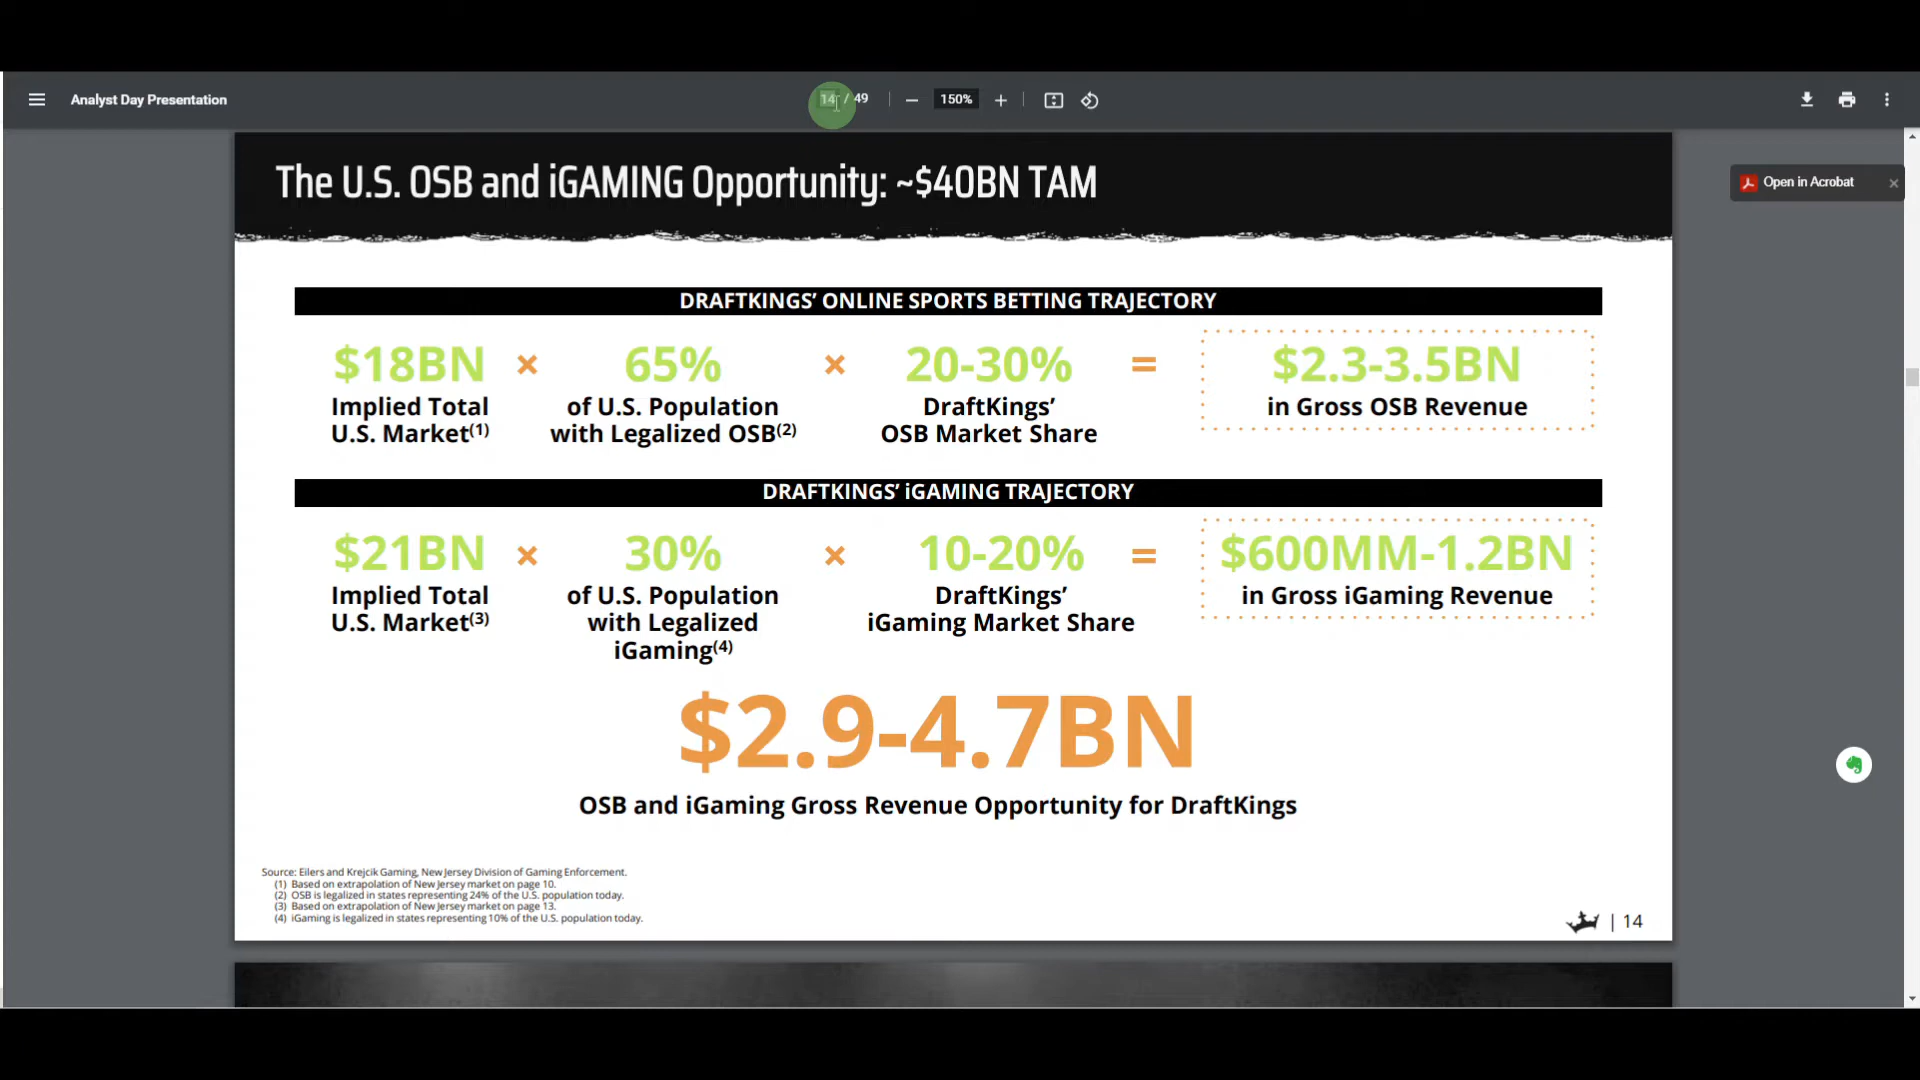 Analyst Day Presentation
14 / 49
150%
Open in Acrobat
The U.S. OSB and iGAMING Opportunity: ~$40BN TAM
DRAFTKINGS' ONLINE SPORTS BETTING TRAJECTORY
$18BN × 65% × 20-30% = $2.3-3.5BN
Implied Total of U.S. Population DraftKings' in Gross OSB Revenue
U.S. Market(1) with Legalized OSB(2) OSB Market Share
DRAFTKINGS' iGAMING TRAJECTORY
$21BN × 30% × 10-20% = $600MM-1.2BN
Implied Total of U.S. Population DraftKings' in Gross iGaming Revenue
U.S. Market(3) with Legalized iGaming Market Share
iGaming(4)
$2.9-4.7BN
OSB and iGaming Gross Revenue Opportunity for DraftKings
Source: Eilers and Krejcik Gaming, New Jersey Division of Gaming Enforcement.
(1) Based on extrapolation of New Jersey market on page 10.
(2) OSB is legalized in states representing 24% of the U.S. population today.
(3) Based on extrapolation of New Jersey market on page 13.
(4) iGaming is legalized in states representing 10% of the U.S. population today.
| 14